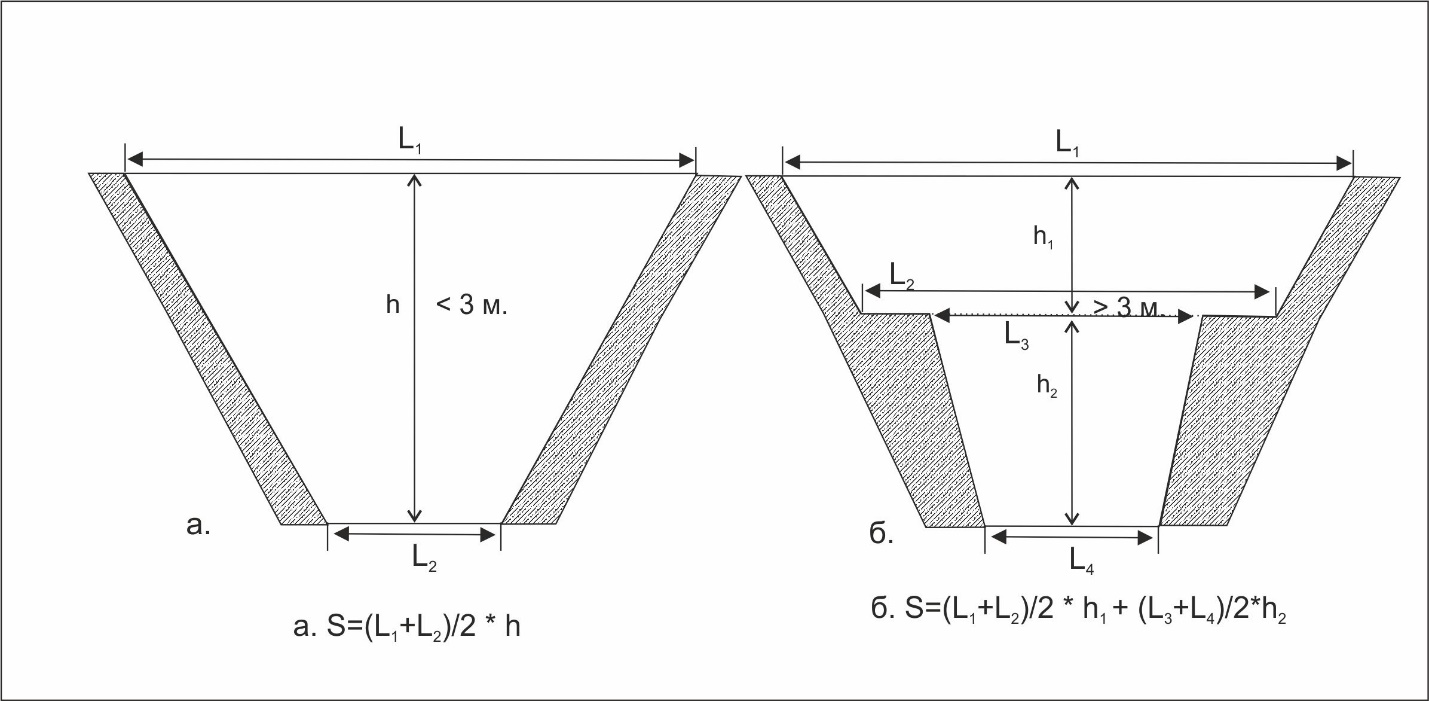 L₁
h < 3 м.
а.
L₂
а. S=(L₁+L₂)/2 * h
L₁
h₁
L₂
> 3 м.
L₃
h₂
б.
L₄
б. S=(L₁+L₂)/2 * h₁ + (L₃+L₄)/2*h₂